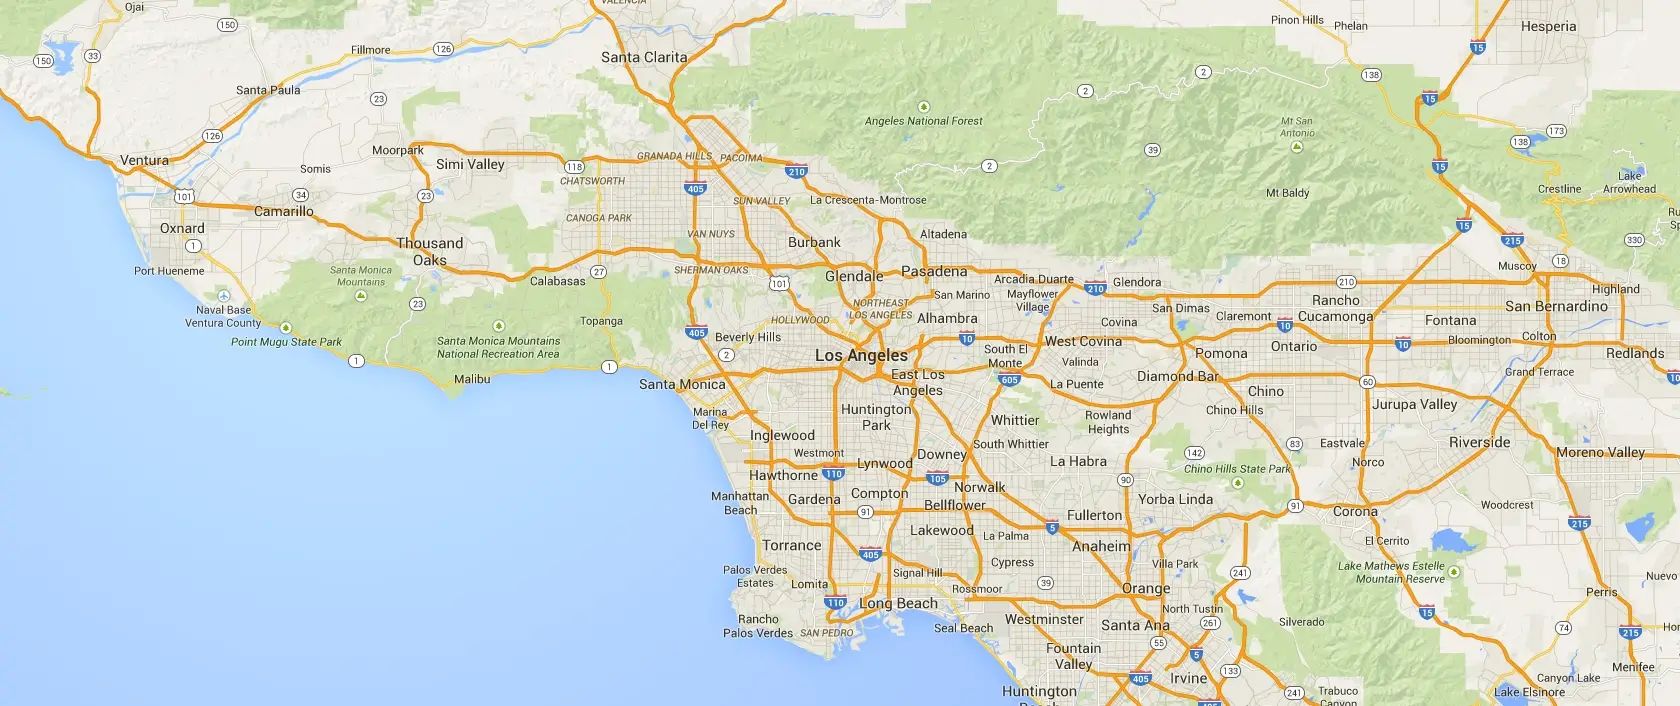 VALENCIA
Ojai
150
Pinon Hills
Phelan
Hesperia
15
Fillmore
126
33
150
Santa Clarita
2
138
Santa Paula
23
2
15
Angeles National Forest
Mt San
Antonio
173
138
126
Moorpark
Ventura
Simi Valley
GRANADA HILLS
PACOIMA
39
Somis
118
210
2
15
CHATSWORTH
405
Lake
Arrowhead
Crestline
Mt Baldy
101
34
23
SUN VALLEY
La Crescenta-Montrose
Camarillo
CANOGA PARK
15
Oxnard
VAN NUYS
Burbank
Altadena
215
330
1
Thousand
Oaks
Port Hueneme
Santa Monica
Mountains
27
SHERMAN OAKS
Glendale
Pasadena
Muscoy
18
Calabasas
101
Arcadia
Duarte
210
Glendora
210
Highland
Naval Base
Ventura County
23
NORTHEAST
LOS ANGELES
San Marino
Mayflower
Village
San Dimas
Rancho
Cucamonga
San Bernardino
Topanga
HOLLYWOOD
Alhambra
Covina
Claremont
Fontana
Point Mugu State Park
Santa Monica Mountains
National Recreation Area
405
Beverly Hills
10
West Covina
10
Ontario
10
Bloomington
Colton
1
1
2
Los Angeles
South El
Monte
Valinda
Pomona
Redlands
Malibu
Santa Monica
East Los
Angeles
605
La Puente
Diamond Bar
60
Grand Terrace
10
Chino
Marina
Del Rey
Huntington
Park
Whittier
Rowland
Heights
Chino Hills
Jurupa Valley
Inglewood
South Whittier
83
Eastvale
Riverside
Westmont
Lynwood
Downey
La Habra
142
Moreno Valley
Hawthorne
110
105
Norwalk
90
Chino Hills State Park
Norco
Manhattan
Beach
Gardena
Compton
Bellflower
Yorba Linda
91
Corona
Woodcrest
91
Lakewood
La Palma
5
Fullerton
215
Torrance
405
Anaheim
El Cerrito
Palos Verdes
Estates
Lomita
Signal Hill
Cypress
Villa Park
241
Lake Mathews Estelle
Mountain Reserve
Nuevo
39
Rossmoor
Orange
Perris
110
Long Beach
North Tustin
15
Rancho
Palos Verdes
SAN PEDRO
Seal Beach
Westminster
Santa Ana
261
Silverado
74
215
Fountain
Valley
55
5
Irvine
133
Menifee
405
Canyon Lake
Huntington
241
Trabuco
Canyon
Lake Elsinore
405